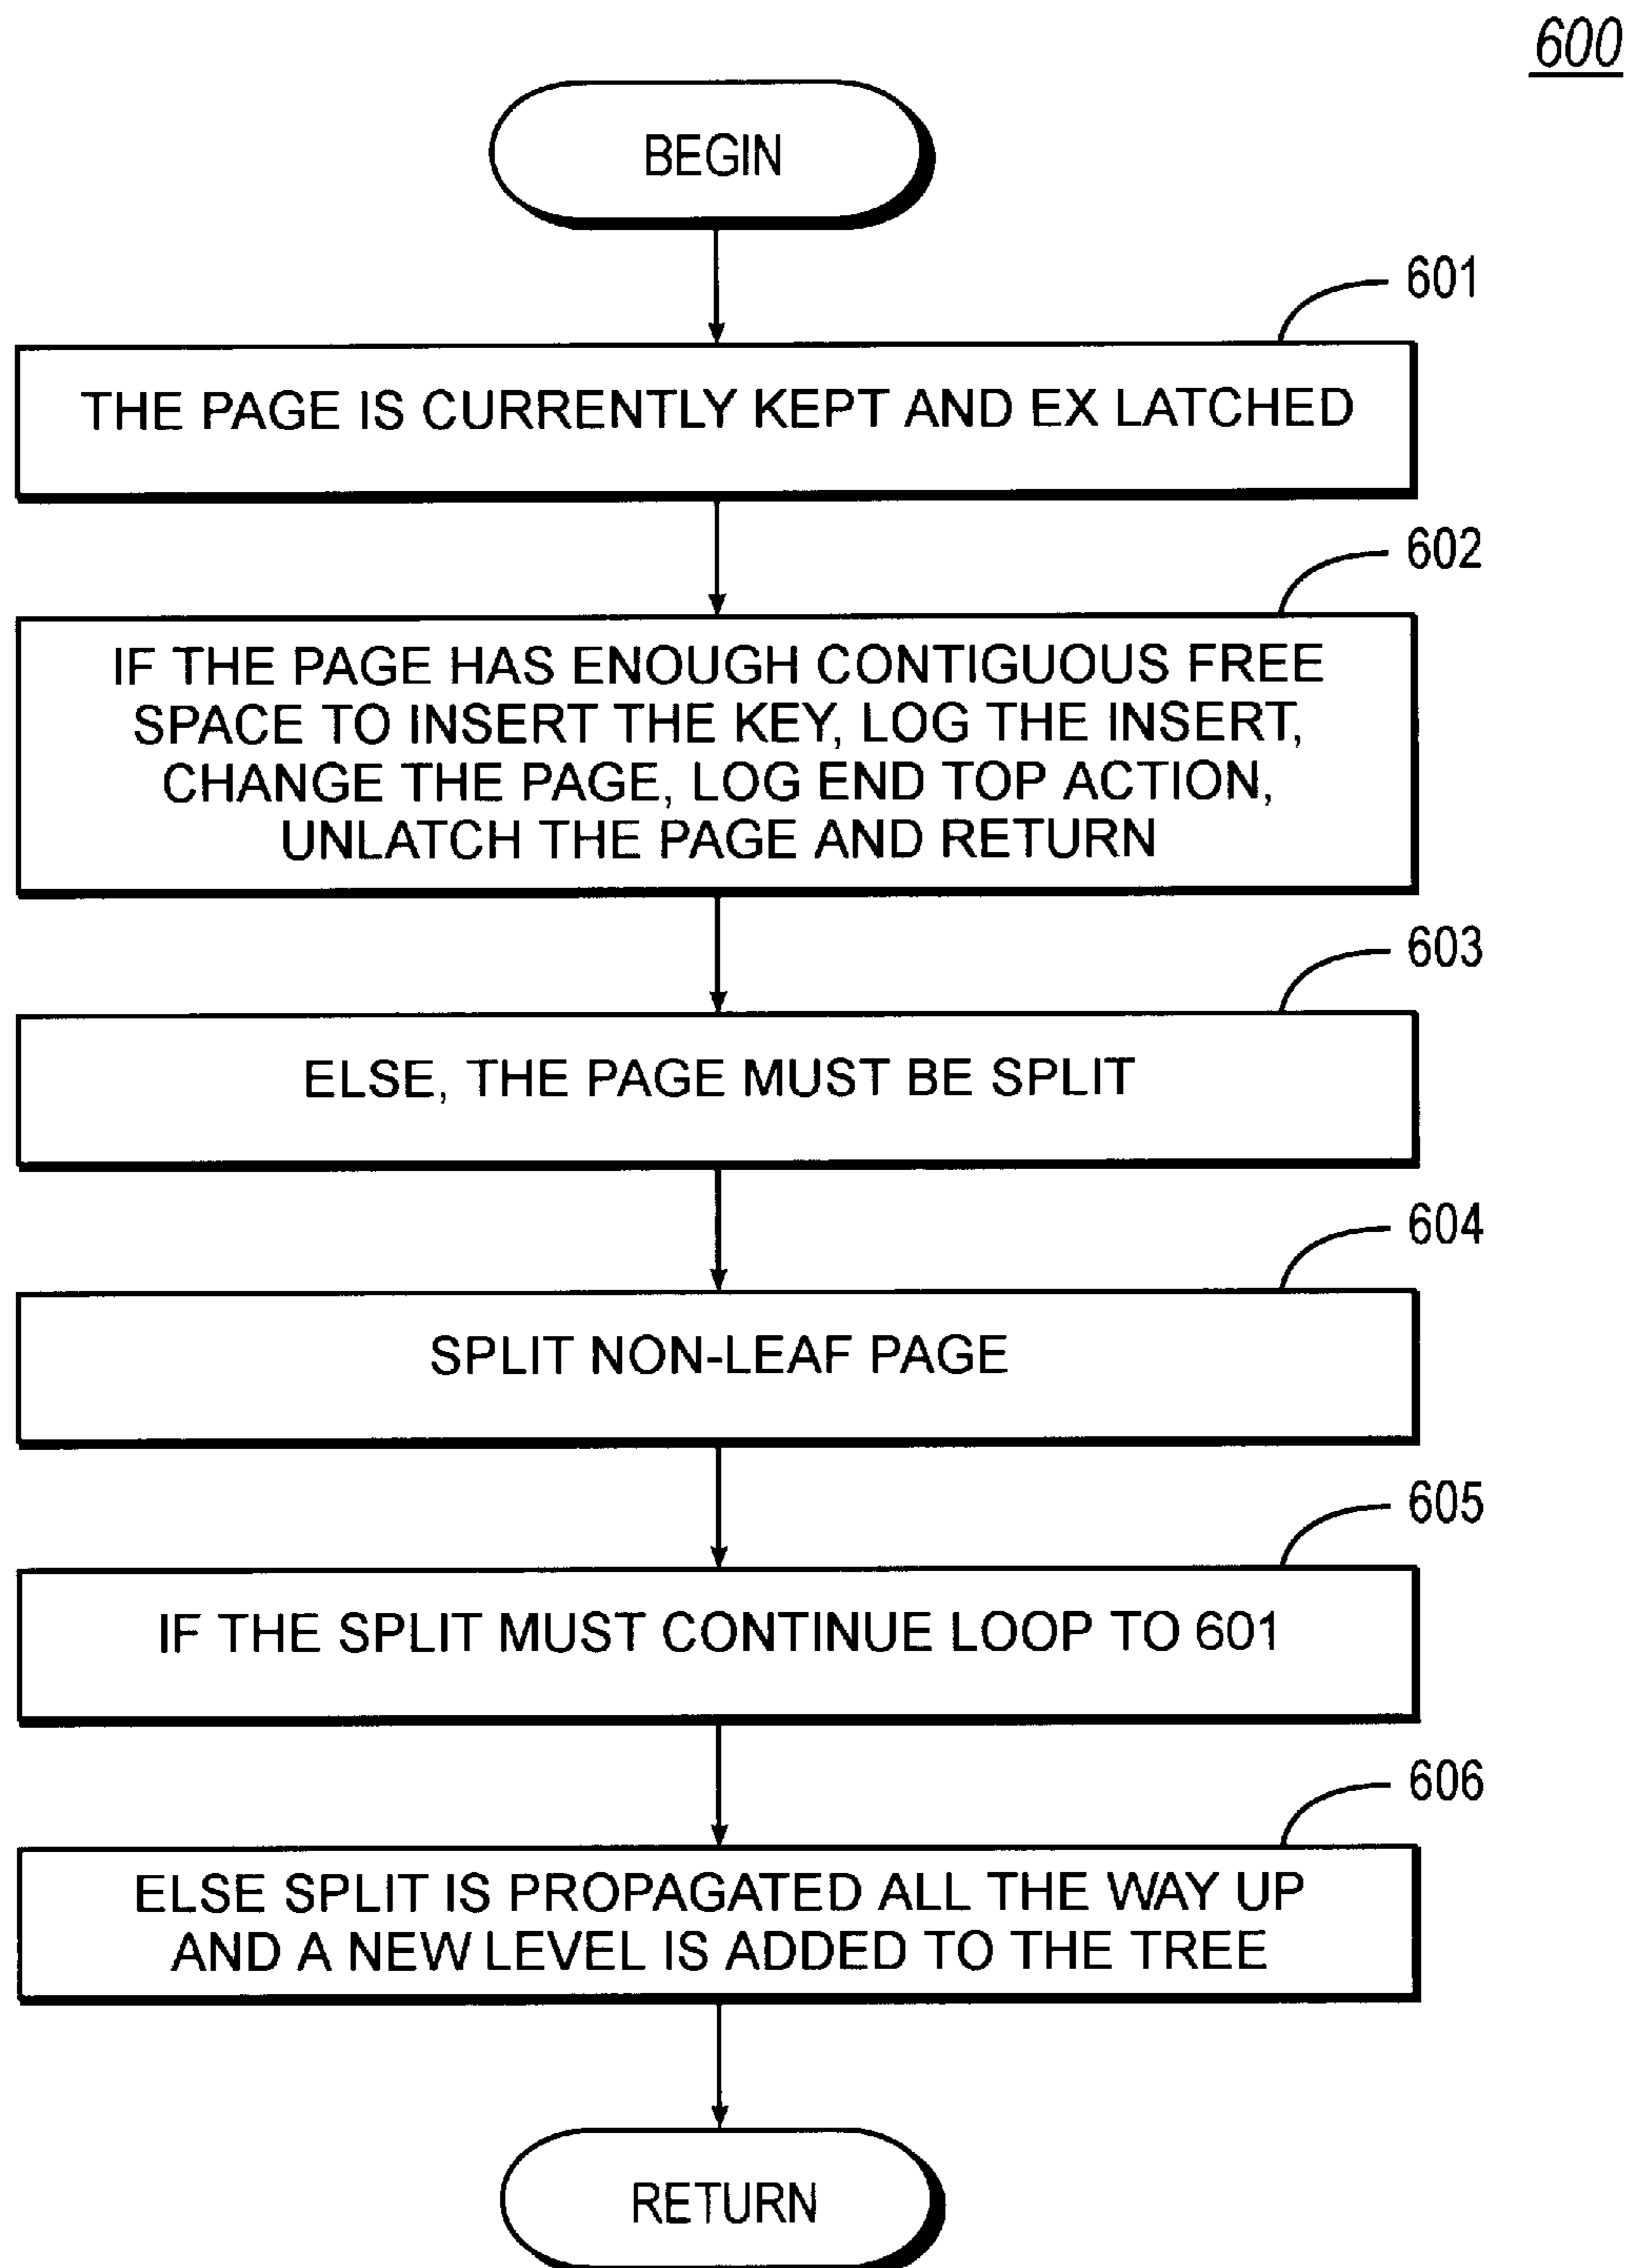 600
BEGIN
601
THE PAGE IS CURRENTLY KEPT AND EX LATCHED
602
IF THE PAGE HAS ENOUGH CONTIGUOUS FREE
SPACE TO INSERT THE KEY, LOG THE INSERT,
CHANGE THE PAGE, LOG END TOP ACTION,
UNLATCH THE PAGE AND RETURN
603
ELSE, THE PAGE MUST BE SPLIT
604
SPLIT NON-LEAF PAGE
605
IF THE SPLIT MUST CONTINUE LOOP TO 601
606
ELSE SPLIT IS PROPAGATED ALL THE WAY UP
AND A NEW LEVEL IS ADDED TO THE TREE
RETURN